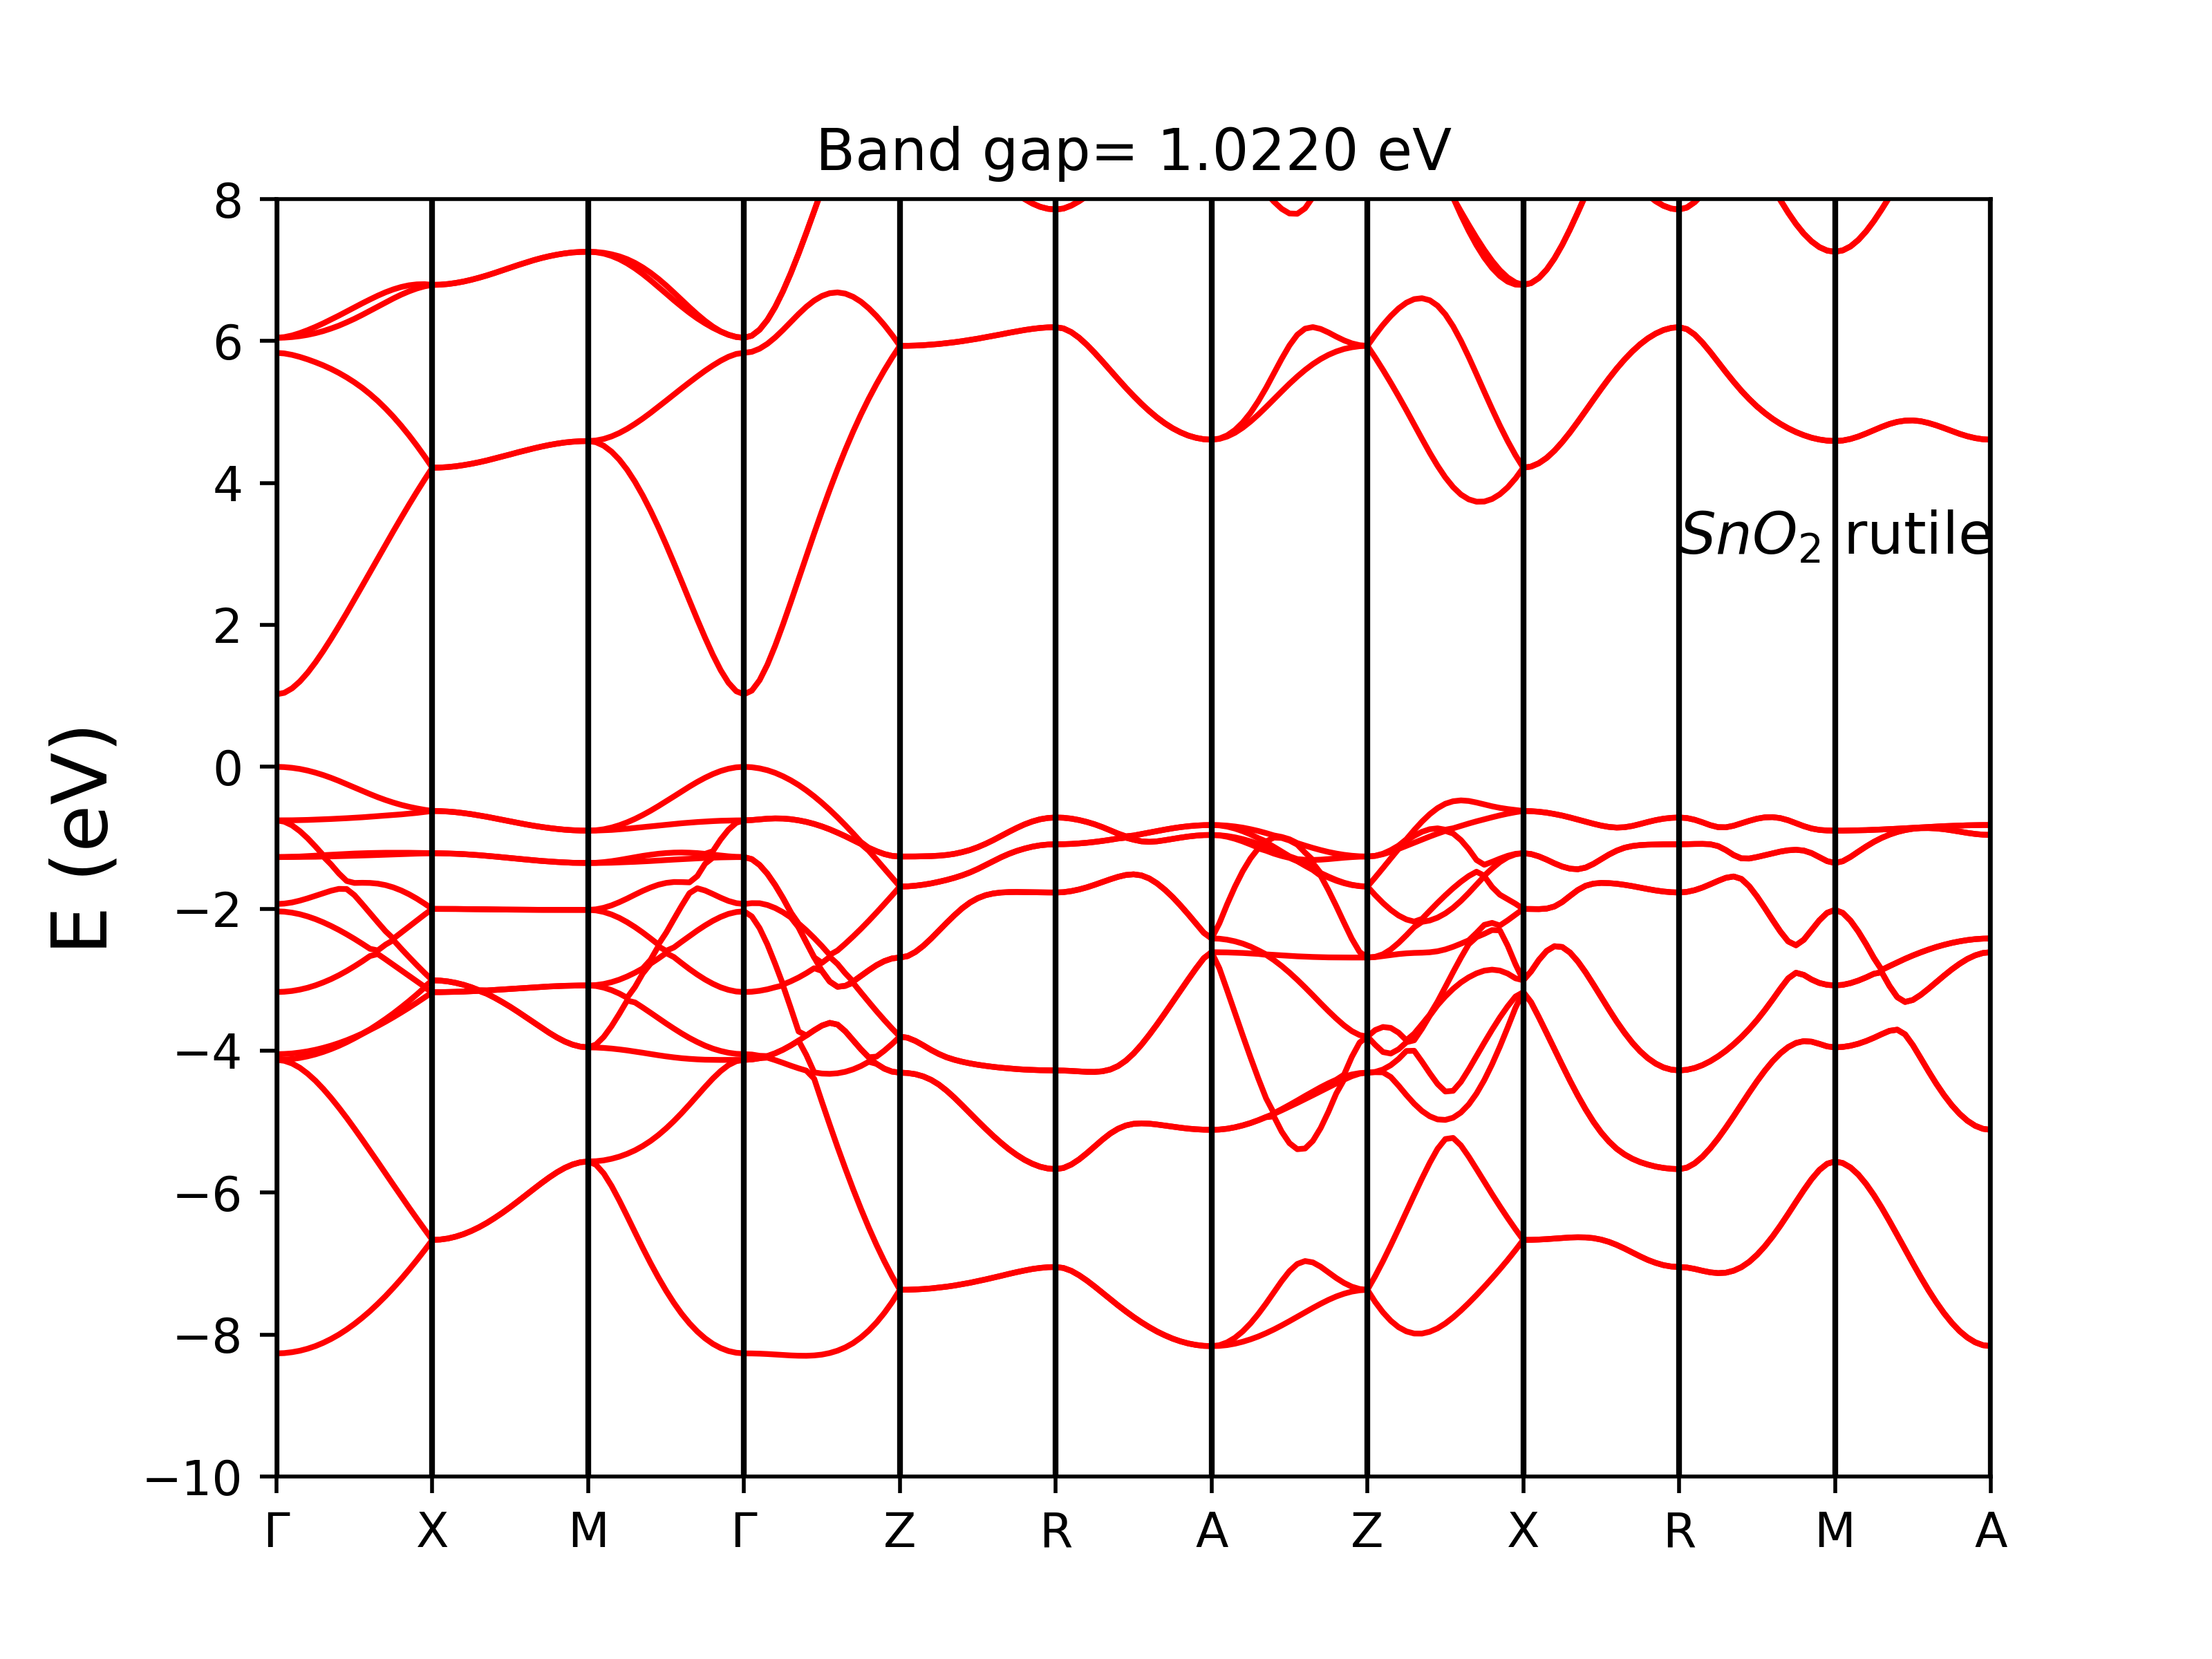 Band gap= 1.0220 eV
8
6
4
2
0
−2
−4
−6
−8
−10
E (eV)
SnO₂ rutile
Γ X M Γ Z R A Z X R M A